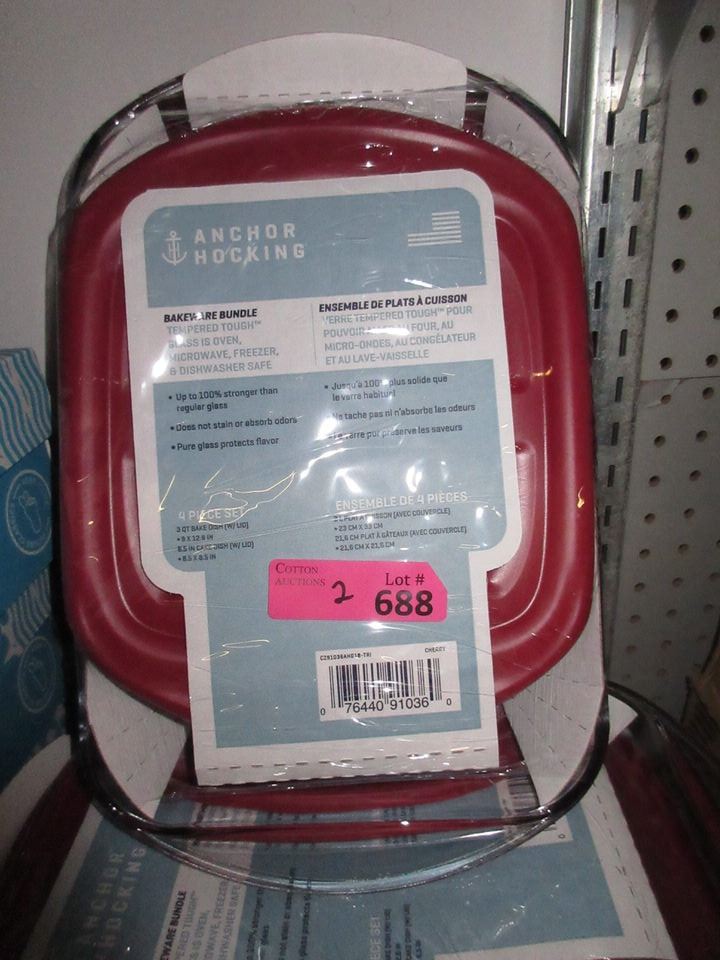 ANCHOR
HOCKING
BAKEWARE BUNDLE
TEMPERED TOUGH™
GLASS IS OVEN,
MICROWAVE, FREEZER,
& DISHWASHER SAFE
ENSEMBLE DE PLATS À CUISSON
VERRE TEMPERED TOUGH™ POUR
POUVOIR AU FOUR, AU
MICRO-ONDES, AU CONGÉLATEUR
ET AU LAVE-VAISSELLE
• Up to 100% stronger than
regular glass
• Does not stain or absorb odors
• Pure glass protects flavor
• Jusqu'à 100% plus solide que
le verre habituel
Ne tache pas ni n'absorbe les odeurs
Le verre pur préserve les saveurs
4 PIECE SET
3 QT BAKE DISH (W/ LID)
8.5 IN CAKE DISH (W/ LID)
• 8.5 X 8.5 IN
ENSEMBLE DE 4 PIÈCES
(AVEC COUVERCLE)
• 23 CM X 33 CM
21,6 CM PLAT À GÂTEAUX (AVEC COUVERCLE)
• 21,6 CM X 21,6 CM
COTTON
AUCTIONS
2
Lot #
688
CHERRY
0 76440 91036 0
ANCHOR
HOCKING